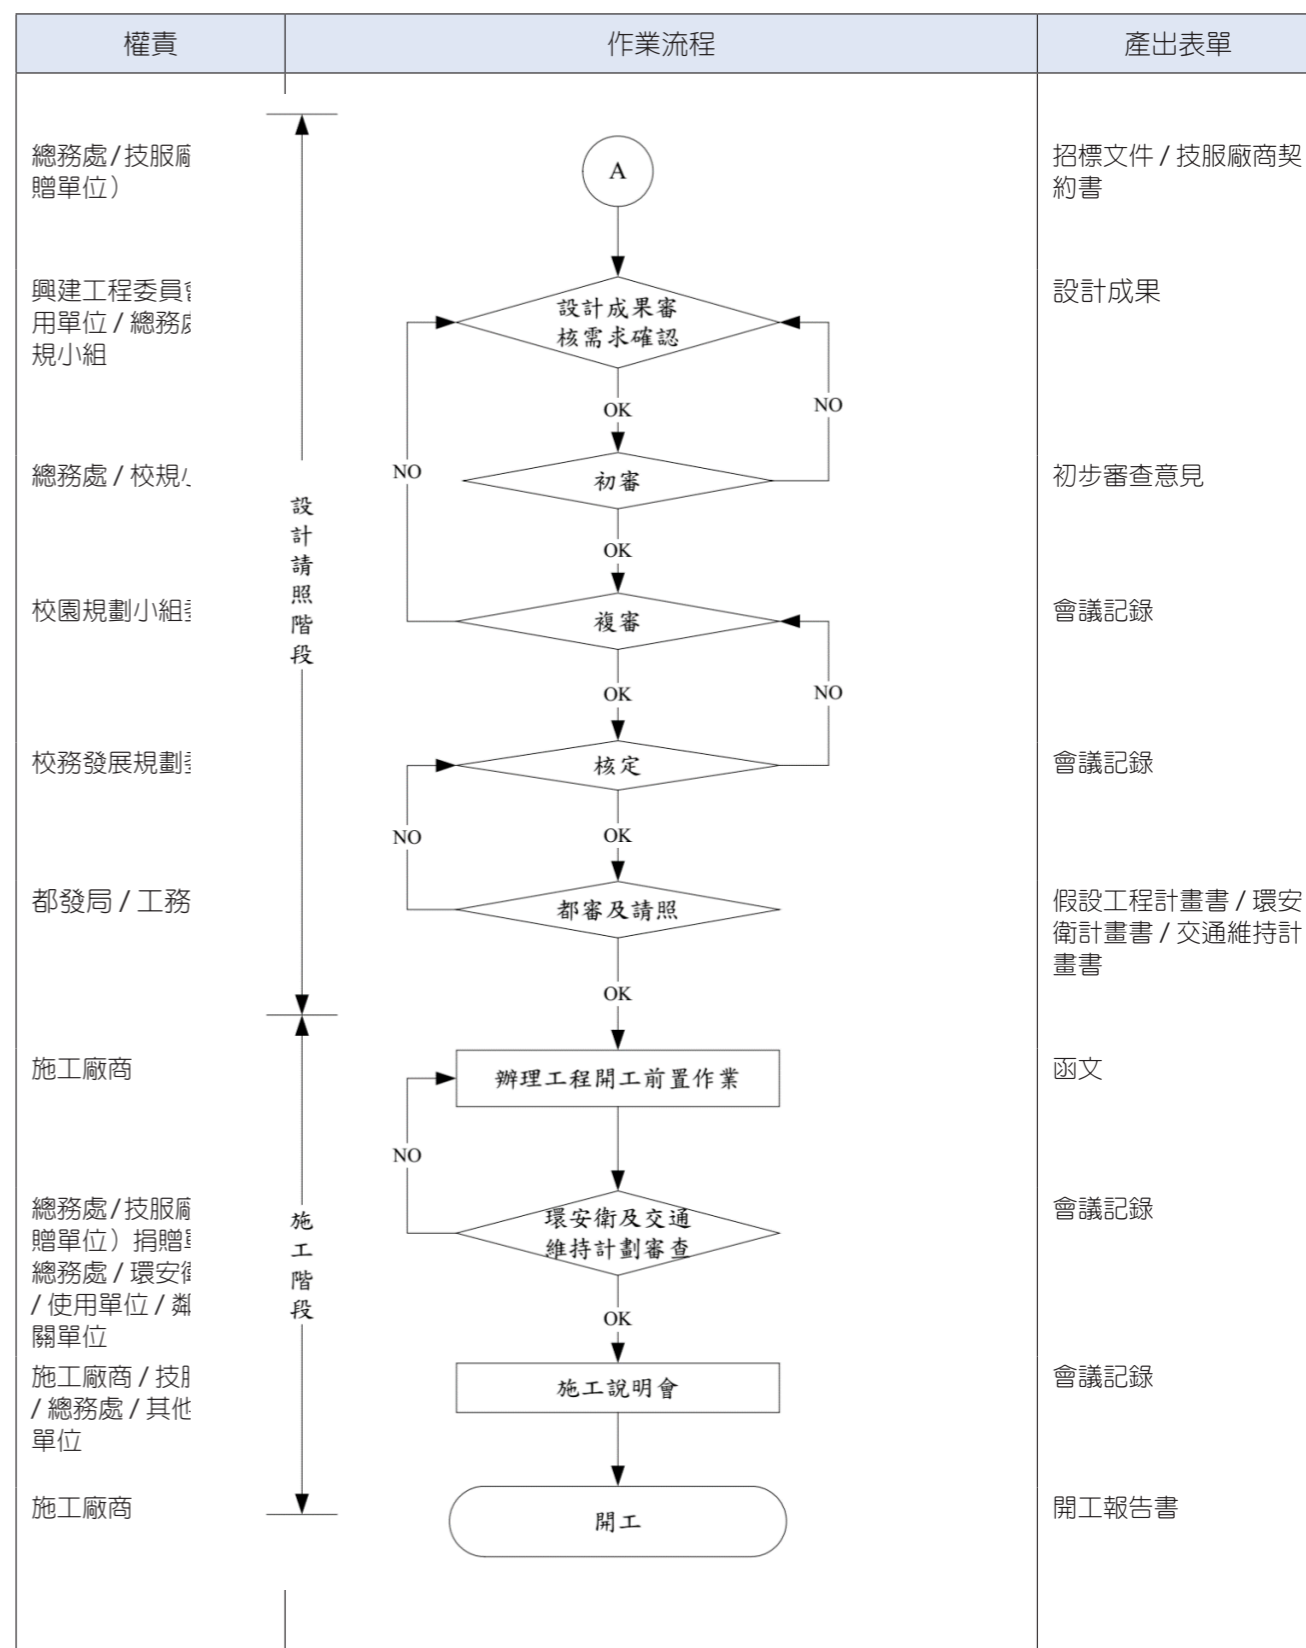 權責 作業流程 產出表單
總務處/技服廠
贈單位）
A
招標文件 / 技服廠商契
約書
興建工程委員會
用單位 / 總務處
規小組
設計成果審
核需求確認
設計成果
OK
NO
總務處 / 校規小
NO
初審
初步審查意見
設計請照階段
OK
校園規劃小組委
複審
會議記錄
OK
NO
校務發展規劃委
核定
會議記錄
NO
OK
都發局 / 工務
都審及請照
假設工程計畫書 / 環安
衛計畫書 / 交通維持計
畫書
OK
施工廠商
辦理工程開工前置作業
函文
NO
總務處/技服廠
贈單位）捐贈單
總務處 / 環安衛
/ 使用單位 / 鄰
關單位
施工階段
環安衛及交通
維持計劃審查
會議記錄
OK
施工廠商 / 技服
/ 總務處 / 其他
單位
施工說明會
會議記錄
施工廠商
開工
開工報告書